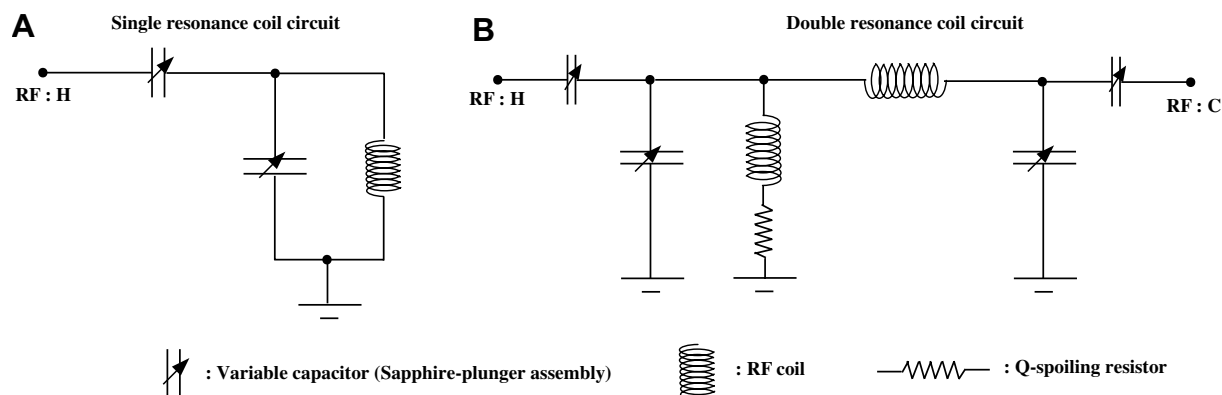 A
Single resonance coil circuit
RF : H
B
Double resonance coil circuit
RF : H
RF : C
: Variable capacitor (Sapphire-plunger assembly)
: RF coil
: Q-spoiling resistor